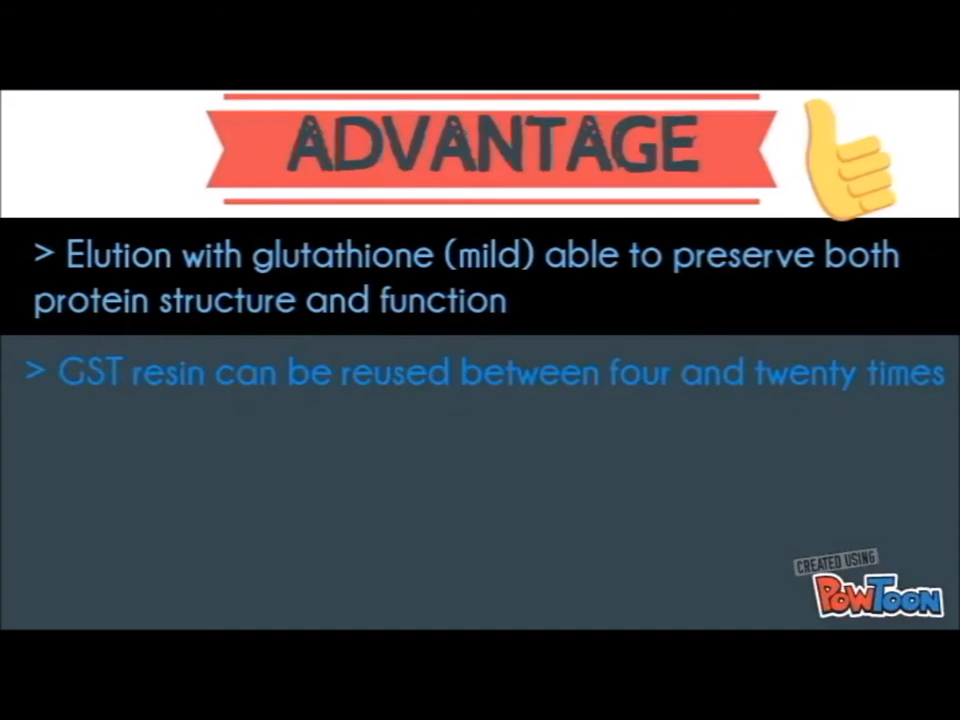 ADVANTAGE
> Elution with glutathione (mild) able to preserve both
protein structure and function
> GST resin can be reused between four and twenty times
CREATED USING
POWTOON